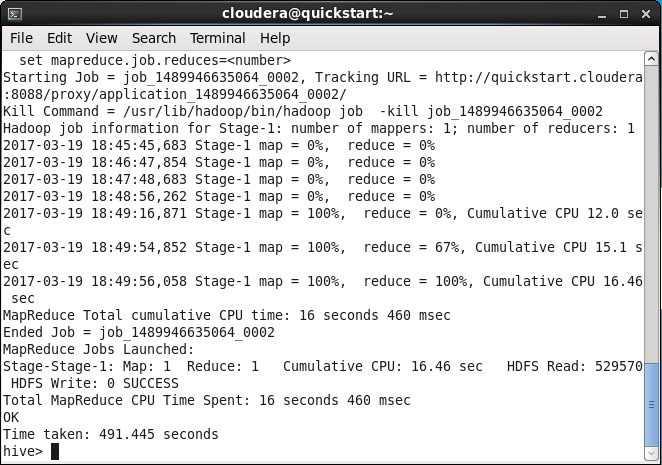 cloudera@quickstart:~
File Edit View Search Terminal Help
  set mapreduce.job.reduces=<number>
Starting Job = job_1489946635064_0002, Tracking URL = http://quickstart.cloudera
:8088/proxy/application_1489946635064_0002/
Kill Command = /usr/lib/hadoop/bin/hadoop job  -kill job_1489946635064_0002
Hadoop job information for Stage-1: number of mappers: 1; number of reducers: 1
2017-03-19 18:45:45,683 Stage-1 map = 0%,  reduce = 0%
2017-03-19 18:46:47,854 Stage-1 map = 0%,  reduce = 0%
2017-03-19 18:47:48,683 Stage-1 map = 0%,  reduce = 0%
2017-03-19 18:48:56,262 Stage-1 map = 0%,  reduce = 0%
2017-03-19 18:49:16,871 Stage-1 map = 100%,  reduce = 0%, Cumulative CPU 12.0 se
c
2017-03-19 18:49:54,852 Stage-1 map = 100%,  reduce = 67%, Cumulative CPU 15.1 s
ec
2017-03-19 18:49:56,058 Stage-1 map = 100%,  reduce = 100%, Cumulative CPU 16.46
 sec
MapReduce Total cumulative CPU time: 16 seconds 460 msec
Ended Job = job_1489946635064_0002
MapReduce Jobs Launched:
Stage-Stage-1: Map: 1  Reduce: 1   Cumulative CPU: 16.46 sec   HDFS Read: 529570
 HDFS Write: 0 SUCCESS
Total MapReduce CPU Time Spent: 16 seconds 460 msec
OK
Time taken: 491.445 seconds
hive>